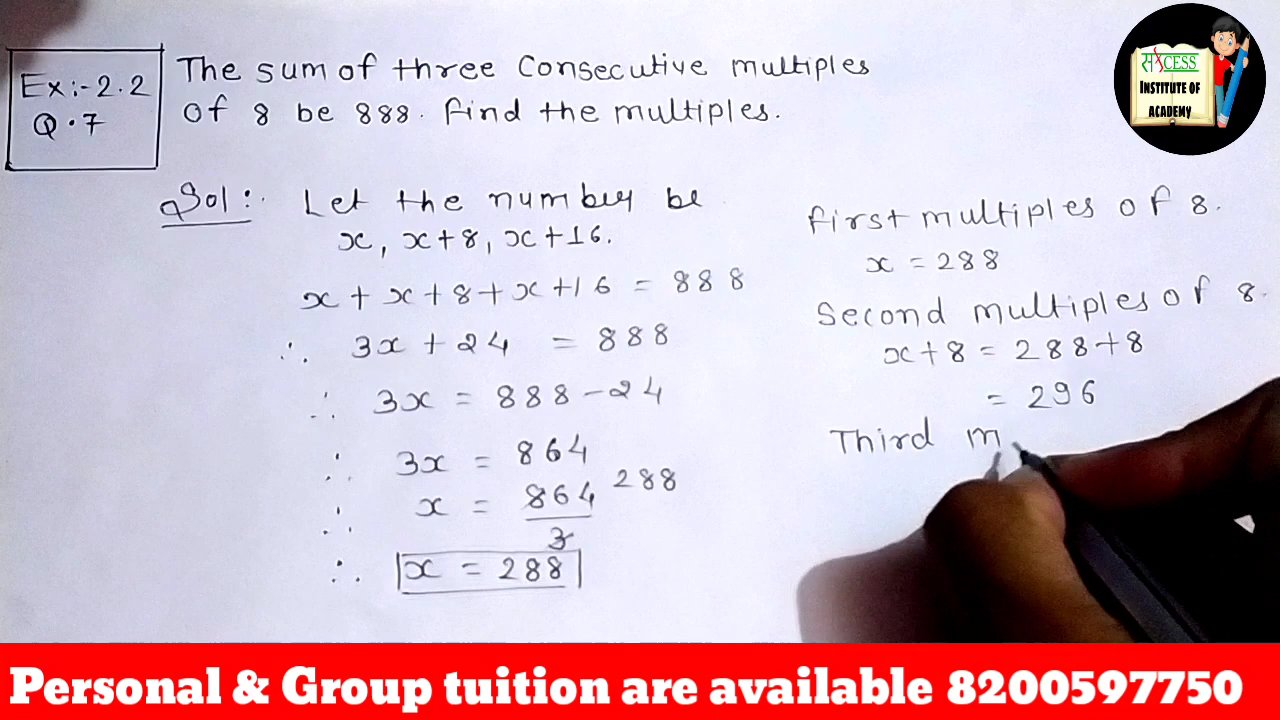 Ex:-2.2
Q.7
The sum of three consecutive multiples
of 8 be 888. find the multiples.
Sol:
Let the number be
x, x+8, x+16.
x + x + 8 + x + 16 = 888
∴ 3x + 24 = 888
∴ 3x = 888 - 24
∴ 3x = 864
∴ x = 864/3 288
∴ x = 288
first multiples of 8.
x = 288
Second multiples of 8.
x+8 = 288+8
= 296
Third m
સક્સેસ
INSTITUTE OF
ACADEMY
Personal & Group tuition are available 8200597750